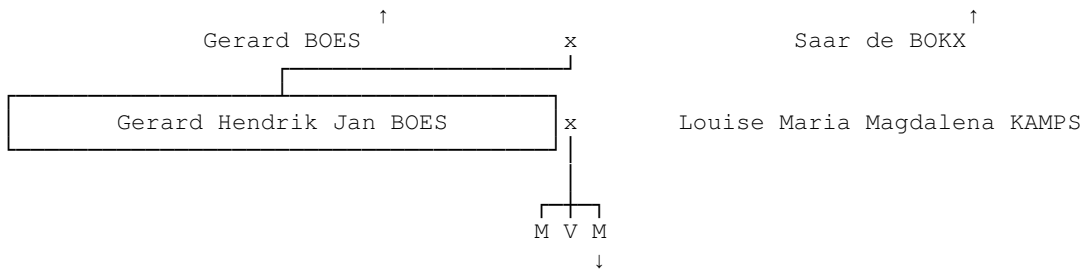 ↑ ↑
Gerard BOES x Saar de BOKX
Gerard Hendrik Jan BOES x Louise Maria Magdalena KAMPS
M V M
↓